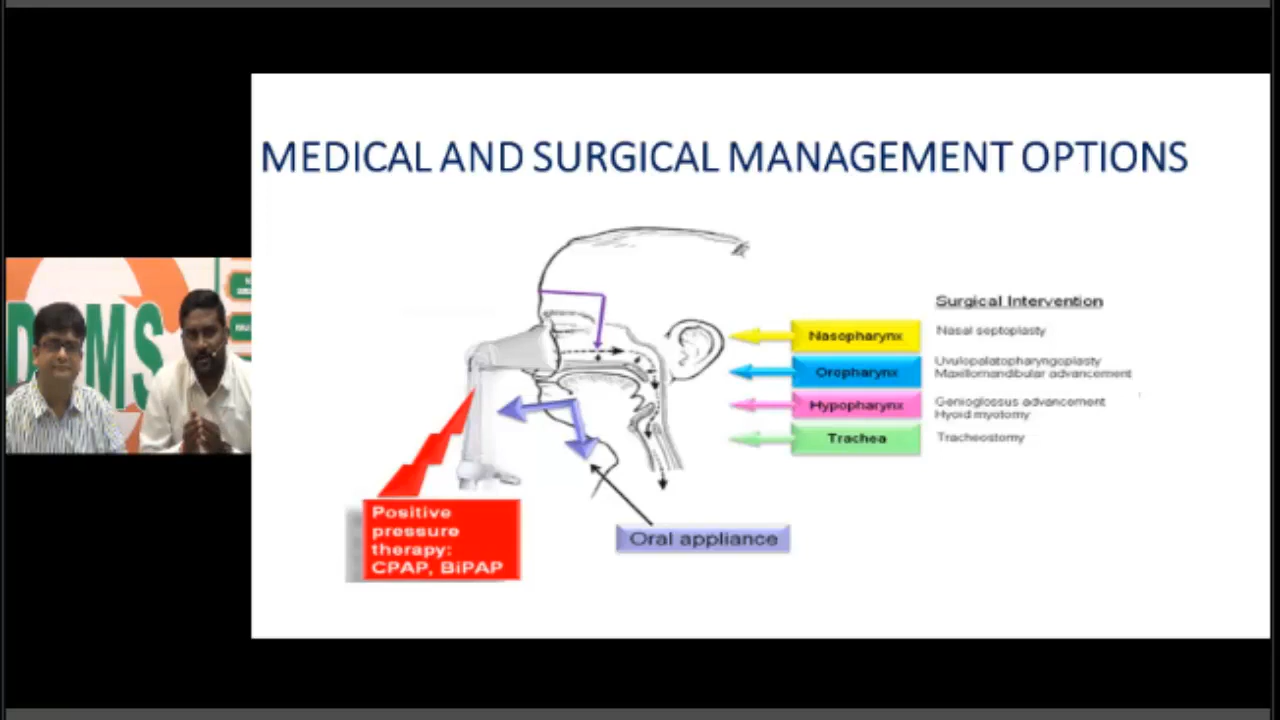 MEDICAL AND SURGICAL MANAGEMENT OPTIONS
Surgical Intervention
Nasopharynx
Nasal septoplasty
Oropharynx
Uvulopalatopharyngoplasty
Maxillomandibular advancement
Hypopharynx
Genioglossus advancement
Hyoid myotomy
Trachea
Tracheostomy
Positive
pressure
therapy:
CPAP, BiPAP
Oral appliance